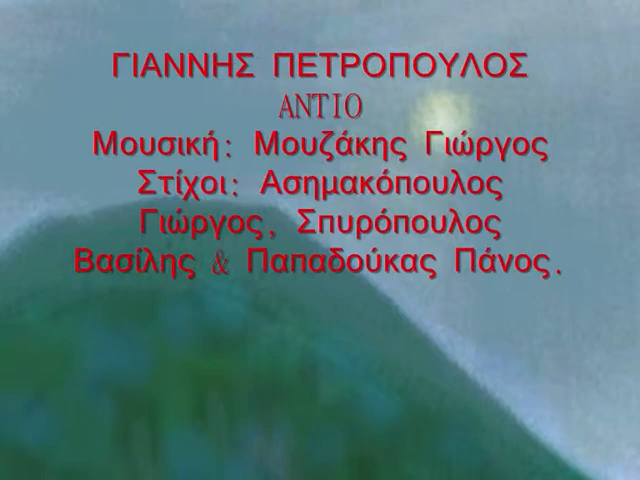 ΓΙΑΝΝΗΣ ΠΕΤΡΟΠΟΥΛΟΣ
ΑΝΤΙΟ
Μουσική: Μουζάκης Γιώργος
Στίχοι: Ασημακόπουλος
Γιώργος, Σπυρόπουλος
Βασίλης & Παπαδούκας Πάνος.